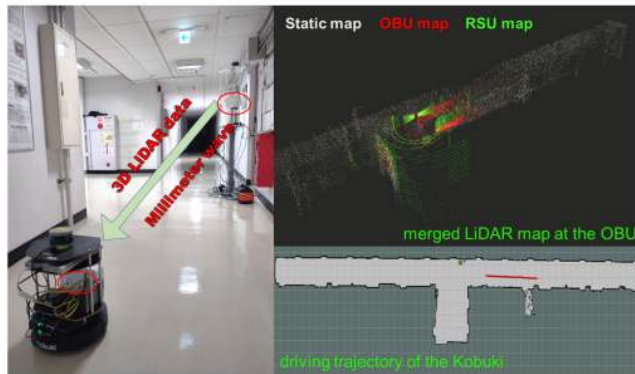 3D LiDAR data
Millimeter wave
kobuki
Static map OBU map RSU map
merged LiDAR map at the OBU
driving trajectory of the Kobuki